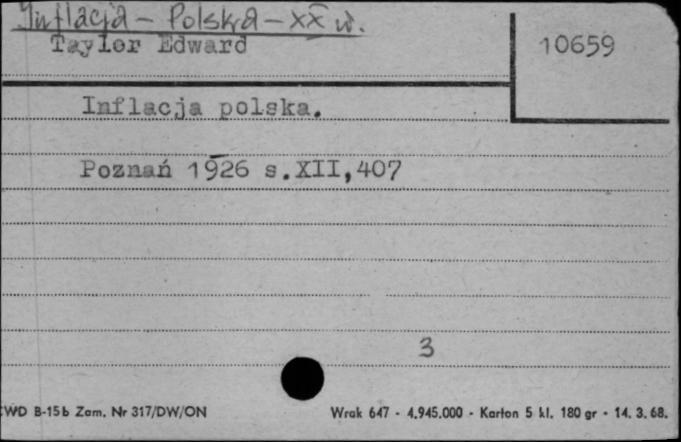 Inflacja - Polska - XX w.
Taylor Edward
10659
Inflacja polska.
Poznań 1926 s.XII,407
3
WD B-15b Zam. Nr 317/DW/ON
Wrak 647 - 4.945.000 - Karton 5 kl. 180 gr - 14. 3. 68.